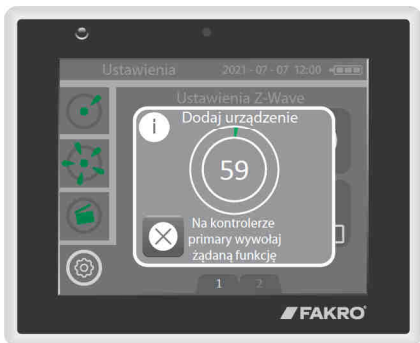 Ustawienia
2021 - 07 - 07 12:00
Ustawienia Z-Wave
i
Dodaj urządzenie
59
Na kontrolerze
primary wywołaj
żądaną funkcję
1 2
FAKRO